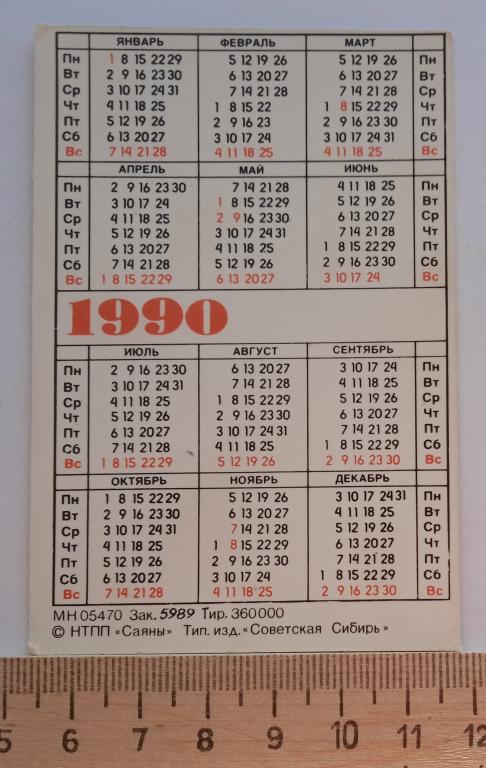 ЯНВАРЬ ФЕВРАЛЬ МАРТ
Пн 1 8 15 22 29 5 12 19 26 5 12 19 26 Пн
Вт 2 9 16 23 30 6 13 20 27 6 13 20 27 Вт
Ср 3 10 17 24 31 7 14 21 28 7 14 21 28 Ср
Чт 4 11 18 25 1 8 15 22 1 8 15 22 29 Чт
Пт 5 12 19 26 2 9 16 23 2 9 16 23 30 Пт
Сб 6 13 20 27 3 10 17 24 3 10 17 24 31 Сб
Вс 7 14 21 28 4 11 18 25 4 11 18 25 Вс
АПРЕЛЬ МАЙ ИЮНЬ
Пн 2 9 16 23 30 7 14 21 28 4 11 18 25 Пн
Вт 3 10 17 24 1 8 15 22 29 5 12 19 26 Вт
Ср 4 11 18 25 2 9 16 23 30 6 13 20 27 Ср
Чт 5 12 19 26 3 10 17 24 31 7 14 21 28 Чт
Пт 6 13 20 27 4 11 18 25 1 8 15 22 29 Пт
Сб 7 14 21 28 5 12 19 26 2 9 16 23 30 Сб
Вс 1 8 15 22 29 6 13 20 27 3 10 17 24 Вс
1990
ИЮЛЬ АВГУСТ СЕНТЯБРЬ
Пн 2 9 16 23 30 6 13 20 27 3 10 17 24 Пн
Вт 3 10 17 24 31 7 14 21 28 4 11 18 25 Вт
Ср 4 11 18 25 1 8 15 22 29 5 12 19 26 Ср
Чт 5 12 19 26 2 9 16 23 30 6 13 20 27 Чт
Пт 6 13 20 27 3 10 17 24 31 7 14 21 28 Пт
Сб 7 14 21 28 4 11 18 25 1 8 15 22 29 Сб
Вс 1 8 15 22 29 5 12 19 26 2 9 16 23 30 Вс
ОКТЯБРЬ НОЯБРЬ ДЕКАБРЬ
Пн 1 8 15 22 29 5 12 19 26 3 10 17 24 31 Пн
Вт 2 9 16 23 30 6 13 20 27 4 11 18 25 Вт
Ср 3 10 17 24 31 7 14 21 28 5 12 19 26 Ср
Чт 4 11 18 25 1 8 15 22 29 6 13 20 27 Чт
Пт 5 12 19 26 2 9 16 23 30 7 14 21 28 Пт
Сб 6 13 20 27 3 10 17 24 1 8 15 22 29 Сб
Вс 7 14 21 28 4 11 18 25 2 9 16 23 30 Вс
МН 05470 Зак. 5989 Тир. 360000
© НТПП «Саяны» Тип. изд. «Советская Сибирь»
5 6 7 8 9 10 11 12